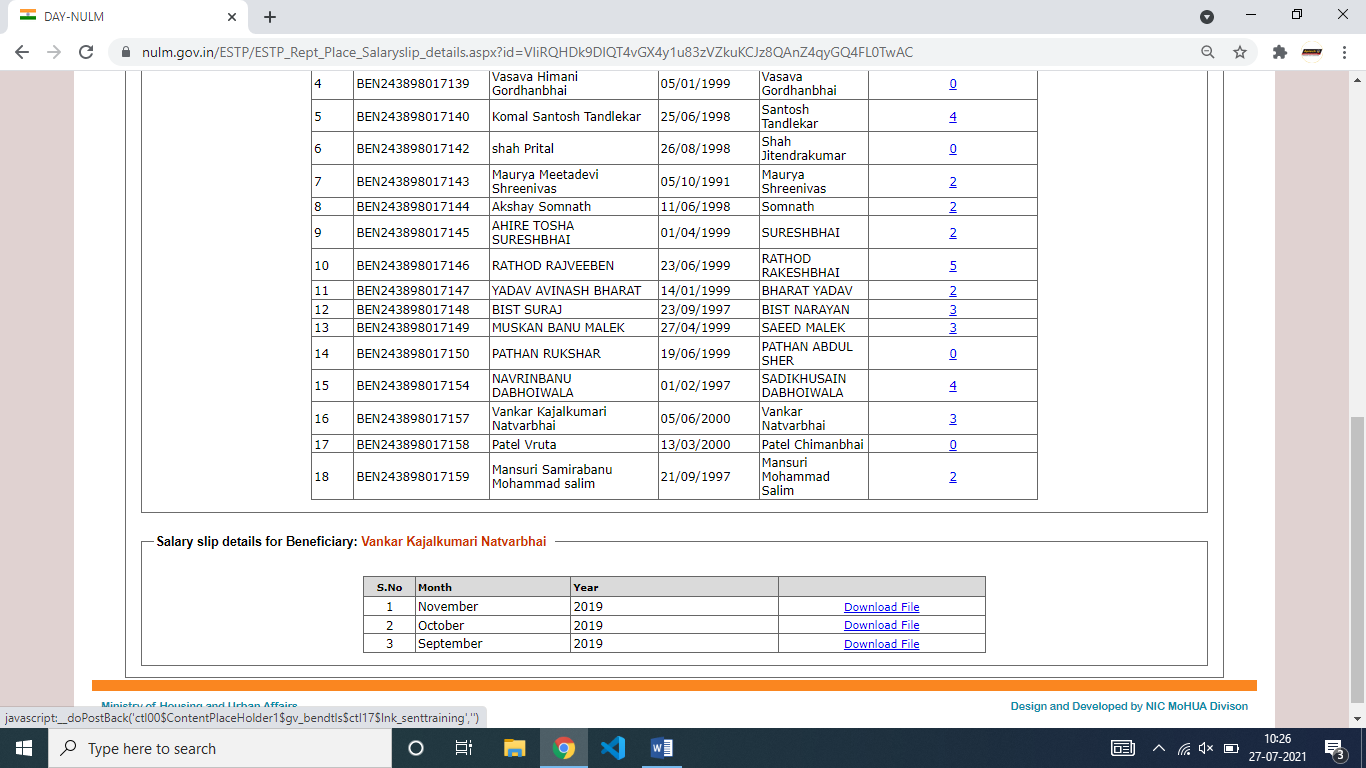 DAY-NULM
nulm.gov.in/ESTP/ESTP_Rept_Place_Salaryslip_details.aspx?id=VIiRQHDk9DlQT4vGX4y1u83zVZkuKCJz8QAnZ4qyGQ4FL0TwAC
4 BEN243898017139 Vasava Himani Gordhanbhai 05/01/1999 Vasava Gordhanbhai 0
5 BEN243898017140 Komal Santosh Tandlekar 25/06/1998 Santosh Tandlekar 4
6 BEN243898017142 shah Prital 26/08/1998 Shah Jitendrakumar 0
7 BEN243898017143 Maurya Meetadevi Shreenivas 05/10/1991 Maurya Shreenivas 2
8 BEN243898017144 Akshay Somnath 11/06/1998 Somnath 2
9 BEN243898017145 AHIRE TOSHA SURESHBHAI 01/04/1999 SURESHBHAI 2
10 BEN243898017146 RATHOD RAJVEEBEN 23/06/1999 RATHOD RAKESHBHAI 5
11 BEN243898017147 YADAV AVINASH BHARAT 14/01/1999 BHARAT YADAV 2
12 BEN243898017148 BIST SURAJ 23/09/1997 BIST NARAYAN 3
13 BEN243898017149 MUSKAN BANU MALEK 27/04/1999 SAEED MALEK 3
14 BEN243898017150 PATHAN RUKSHAR 19/06/1999 PATHAN ABDUL SHER 0
15 BEN243898017154 NAVRINBANU DABHOIWALA 01/02/1997 SADIKHUSAIN DABHOIWALA 4
16 BEN243898017157 Vankar Kajalkumari Natvarbhai 05/06/2000 Vankar Natvarbhai 3
17 BEN243898017158 Patel Vruta 13/03/2000 Patel Chimanbhai 0
18 BEN243898017159 Mansuri Samirabanu Mohammad salim 21/09/1997 Mansuri Mohammad Salim 2
Salary slip details for Beneficiary: Vankar Kajalkumari Natvarbhai
S.No Month Year
1 November 2019 Download File
2 October 2019 Download File
3 September 2019 Download File
Ministry of Housing and Urban Affairs Design and Developed by NIC MoHUA Divison
javascript:__doPostBack('ctl00$ContentPlaceHolder1$gv_bendtls$ctl17$lnk_senttraining','')
Type here to search
10:26
27-07-2021
3